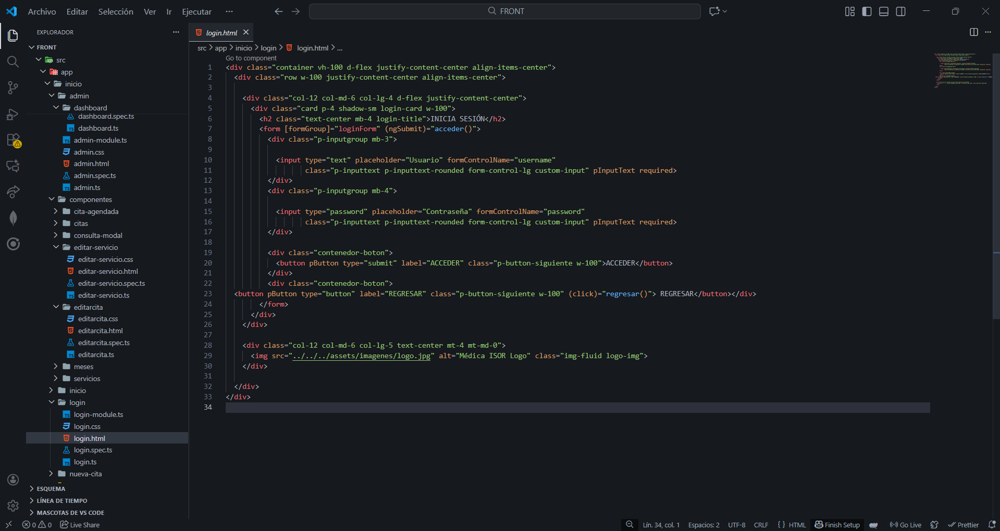 Archivo Editar Selección Ver Ir Ejecutar ···
FRONT
EXPLORADOR
FRONT
src
app
inicio
admin
dashboard
dashboard.spec.ts
dashboard.ts
admin-module.ts
admin.css
admin.html
admin.spec.ts
admin.ts
componentes
cita-agendada
citas
consulta-modal
editar-servicio
editar-servicio.css
editar-servicio.html
editar-servicio.spec.ts
editar-servicio.ts
editarcita
editarcita.css
editarcita.html
editarcita.spec.ts
editarcita.ts
meses
servicios
inicio
login
login-module.ts
login.css
login.html
login.spec.ts
login.ts
nueva-cita
ESQUEMA
LÍNEA DE TIEMPO
MASCOTAS DE VS CODE
login.html
src > app > inicio > login > login.html > ...
Go to component
1 <div class="container vh-100 d-flex justify-content-center align-items-center">
2 <div class="row w-100 justify-content-center align-items-center">
3
4 <div class="col-12 col-md-6 col-lg-4 d-flex justify-content-center">
5 <div class="card p-4 shadow-sm login-card w-100">
6 <h2 class="text-center mb-4 login-title">INICIA SESIÓN</h2>
7 <form [formGroup]="loginForm" (ngSubmit)="acceder()">
8 <div class="p-inputgroup mb-3">
9
10 <input type="text" placeholder="Usuario" formControlName="username"
11 class="p-inputtext p-inputtext-rounded form-control-lg custom-input" pInputText required>
12 </div>
13 <div class="p-inputgroup mb-4">
14
15 <input type="password" placeholder="Contraseña" formControlName="password"
16 class="p-inputtext p-inputtext-rounded form-control-lg custom-input" pInputText required>
17 </div>
18
19 <div class="contenedor-boton">
20 <button pButton type="submit" label="ACCEDER" class="p-button-siguiente w-100">ACCEDER</button>
21 </div>
22 <div class="contenedor-boton">
23 <button pButton type="button" label="REGRESAR" class="p-button-siguiente w-100" (click)="regresar()"> REGRESAR</button></div>
24 </form>
25 </div>
26 </div>
27
28 <div class="col-12 col-md-6 col-lg-5 text-center mt-4 mt-md-0">
29 <img src="../../../assets/imagenes/logo.jpg" alt="Médica ISOR Logo" class="img-fluid logo-img">
30 </div>
31
32 </div>
33 </div>
34
0 0 Live Share
Lín. 34, col. 1 Espacios: 2 UTF-8 CRLF {} HTML Finish Setup Go Live Prettier